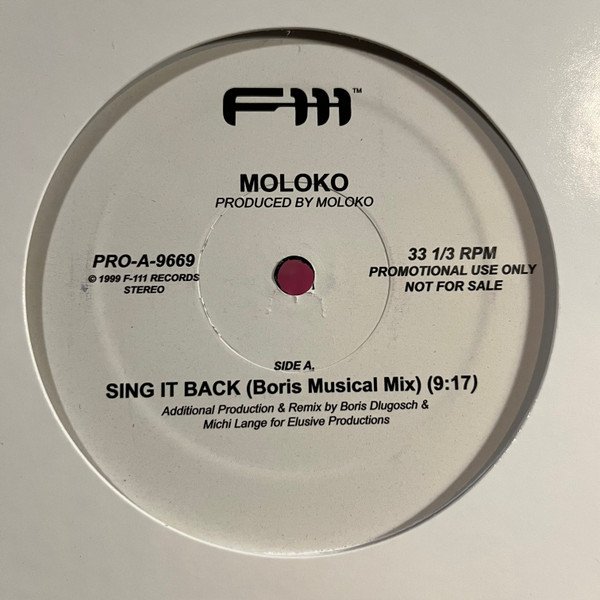 F-111™
MOLOKO
PRODUCED BY MOLOKO
PRO-A-9669
© 1999 F-111 RECORDS
STEREO
33 1/3 RPM
PROMOTIONAL USE ONLY
NOT FOR SALE
SIDE A.
SING IT BACK (Boris Musical Mix) (9:17)
Additional Production & Remix by Boris Dlugosch &
Michi Lange for Elusive Productions